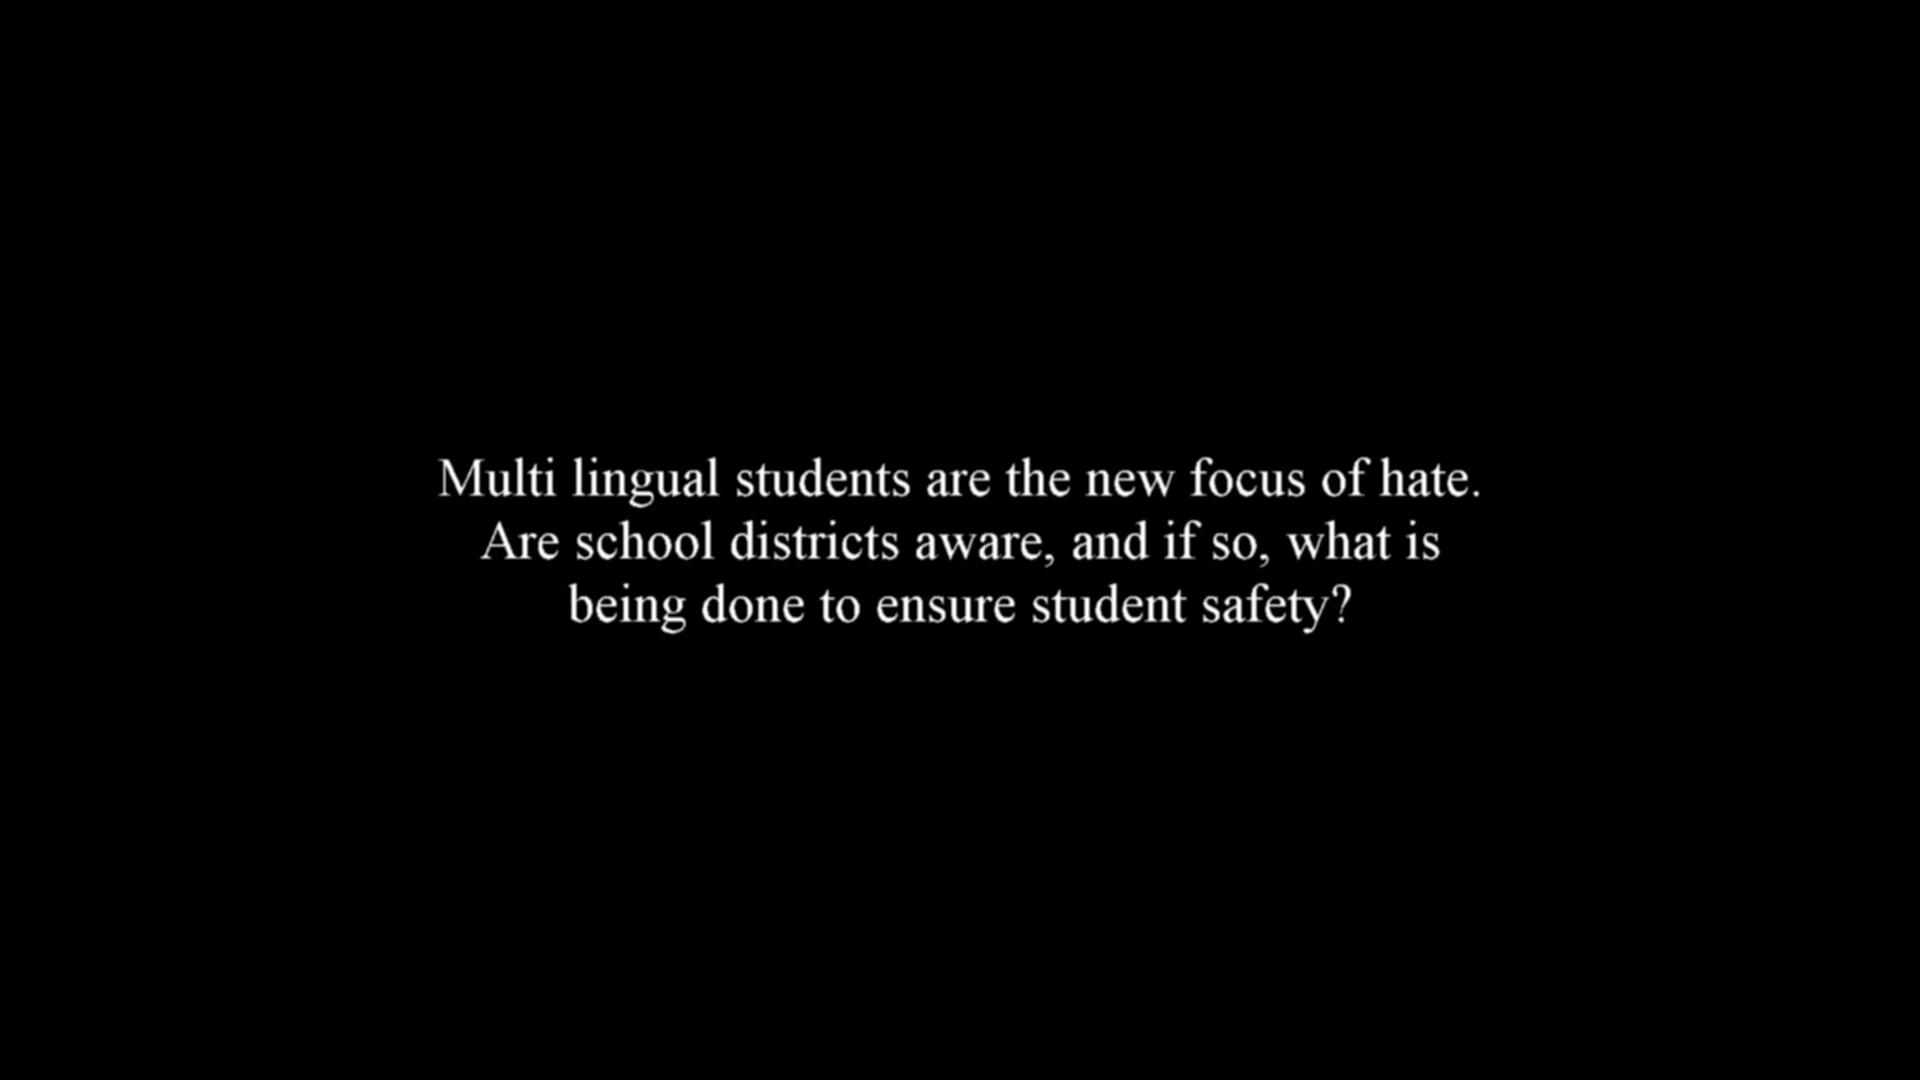 Multi lingual students are the new focus of hate.
Are school districts aware, and if so, what is
being done to ensure student safety?